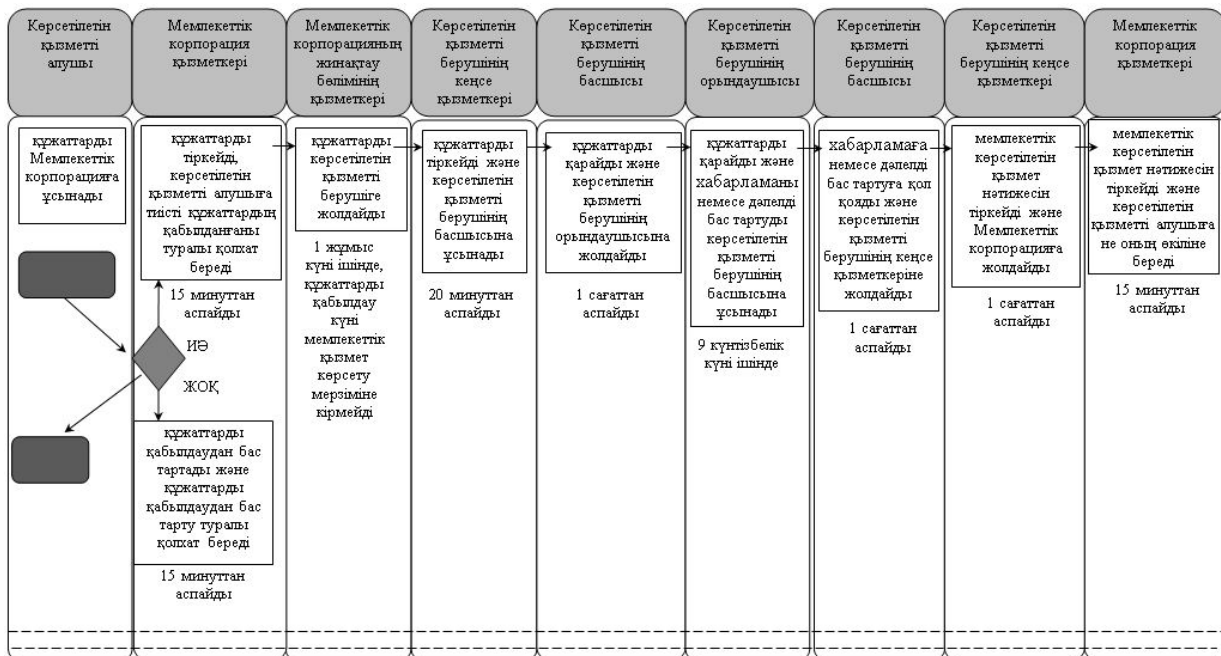 Көрсетілетін
қызметті
алушы
Мемлекеттік
корпорация
қызметкері
Мемлекеттік
корпорацияның
жинақтау
бөлімінің
қызметкері
Көрсетілетін
қызметті
берушінің
кеңсе
қызметкері
Көрсетілетін
қызметті
берушінің
басшысы
Көрсетілетін
қызметті
берушінің
орындаушысы
Көрсетілетін
қызметті
берушінің
басшысы
Көрсетілетін
қызметті
берушінің кеңсе
қызметкері
Мемлекеттік
корпорация
қызметкері
құжаттарды
Мемлекеттік
корпорацияға
ұсынады
құжаттарды
тіркейді,
көрсетілетін
қызметті алушыға
тиісті құжаттардың
қабылданғаны
туралы қолхат
береді
15 минуттан
аспайды
ИӘ
ЖОҚ
құжаттарды
қабылдаудан бас
тартады және
құжаттарды
қабылдаудан бас
тарту туралы
қолхат береді
15 минуттан
аспайды
құжаттарды
көрсетілетін
қызметті
берушіге
жолдайды
1 жұмыс
күні ішінде,
құжаттарды
қабылдау
күні
мемлекеттік
қызмет
көрсету
мерзіміне
кірмейді
құжаттарды
тіркейді және
көрсетілетін
қызметті
берушінің
басшысына
ұсынады
20 минуттан
аспайды
құжаттарды
қарайды және
көрсетілетін
қызметті
берушінің
орындаушысына
жолдайды
1 сағаттан
аспайды
құжаттарды
қарайды және
хабарламаны
немесе дәлелді
бас тартуды
көрсетілетін
қызметті
берушінің
басшысына
ұсынады
9 күнтізбелік
күні ішінде
хабарламаға
немесе дәлелді
бас тартуға қол
қояды және
көрсетілетін
қызметті
берушінің кеңсе
қызметкеріне
жолдайды
1 сағаттан
аспайды
мемлекеттік
көрсетілетін
қызмет
нәтижесін
тіркейді және
Мемлекеттік
корпорацияға
жолдайды
1 сағаттан
аспайды
мемлекеттік
көрсетілетін
қызмет нәтижесін
тіркейді және
көрсетілетін
қызметті алушыға
не оның өкіліне
береді
15 минуттан
аспайды